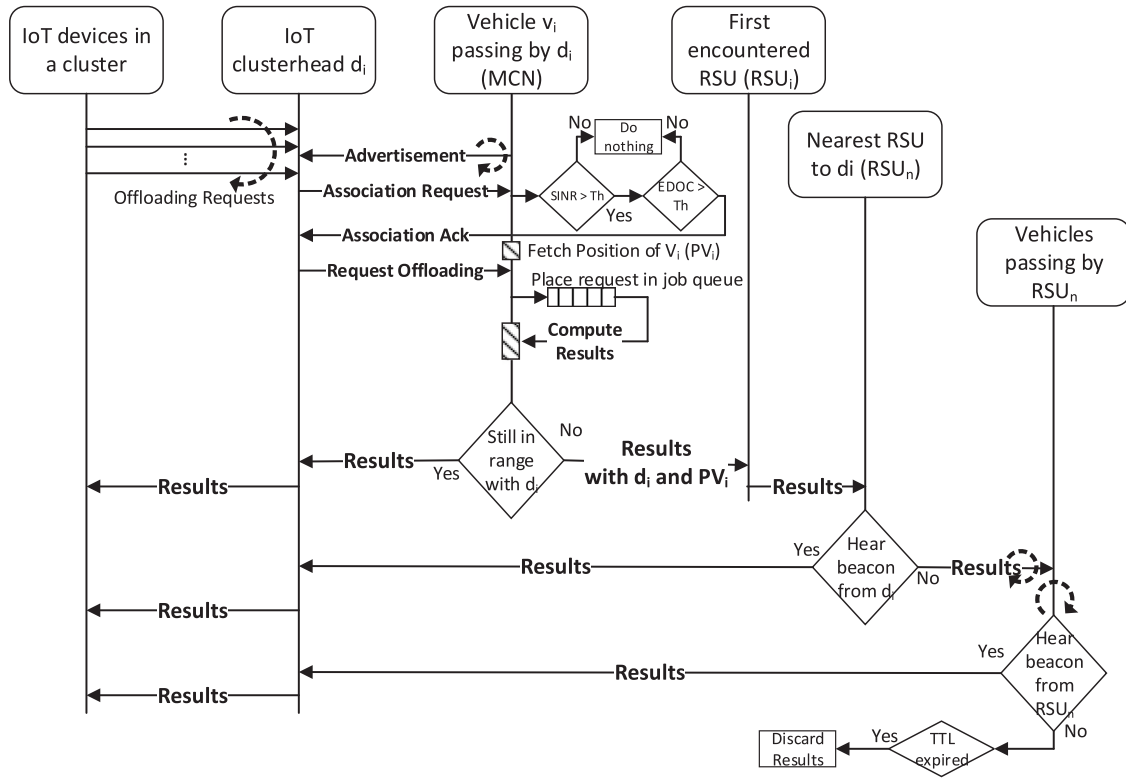 IoT devices in
a cluster
IoT
clusterhead di
Vehicle vi
passing by di
(MCN)
First
encountered
RSU (RSUi)
Nearest RSU
to di (RSUn)
Vehicles
passing by
RSUn
No
Do
nothing
No
Advertisement
...
Offloading Requests
Association Request
SINR > Th
Yes
EDOC >
Th
Association Ack
Fetch Position of Vi (PVi)
Request Offloading
Place request in job queue
Compute
Results
Still in
range
with di
No
Yes
Results
Results
with di and PVi
Results
Results
Yes
Hear
beacon
from di
No
Results
Results
Results
Yes
Hear
beacon
from
RSUn
No
Results
Results
TTL
expired
Yes
Discard
Results